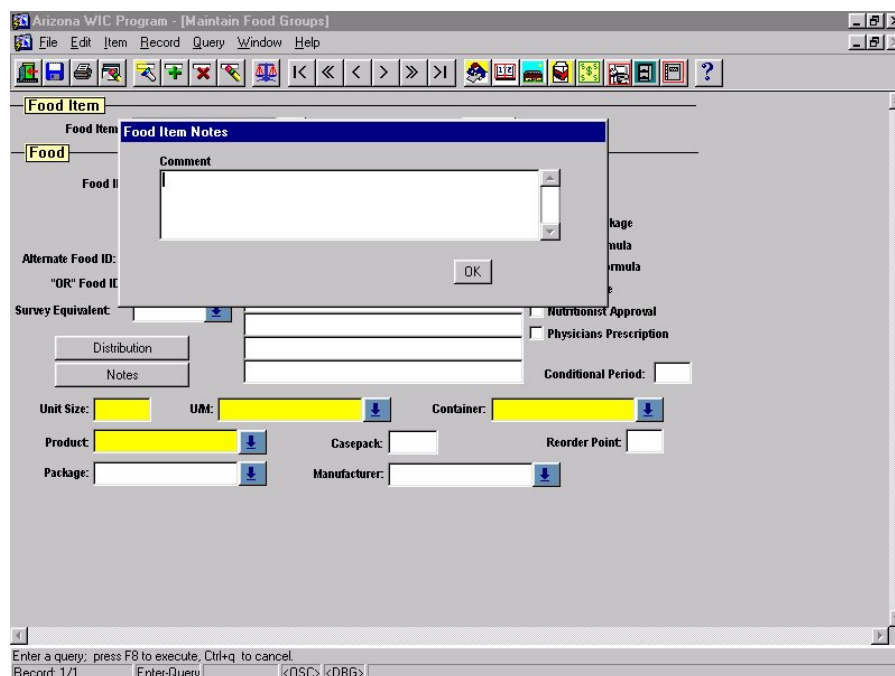 Arizona WIC Program - [Maintain Food Groups]
File Edit Item Record Query Window Help
Food Item
Food Item
Food Item Notes
Food
Comment
Food I
kage
mula
Alternate Food ID:
OK
rmula
"OR" Food ID
Survey Equivalent:
Nutritionist Approval
Physicians Prescription
Distribution
Notes
Conditional Period:
Unit Size: U/M: Container:
Product: Casepack: Reorder Point:
Package: Manufacturer:
Enter a query; press F8 to execute, Ctrl+q to cancel.
Record: 1/1 Enter-Query <OSC> <DBG>